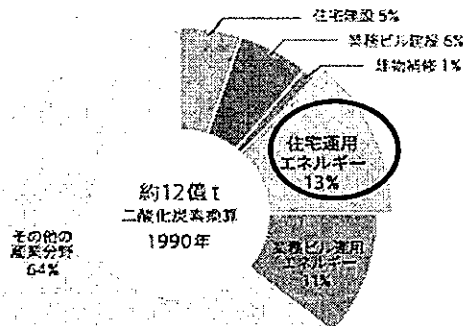 住宅建設 5%
業務ビル建設 6%
建物補修 1%
住宅運用
エネルギー
13%
約12億t
二酸化炭素換算
1990年
その他の
産業分野
64%
業務ビル運用
エネルギー
11%